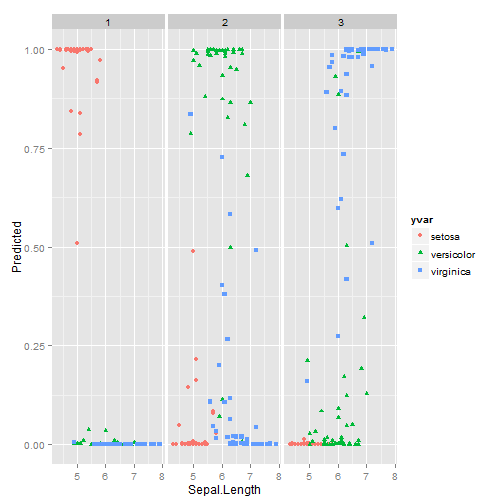 1 2 3
1.00
0.75
0.50
0.25
0.00
Predicted
5 6 7 8 5 6 7 8 5 6 7 8
Sepal.Length
yvar
setosa
versicolor
virginica